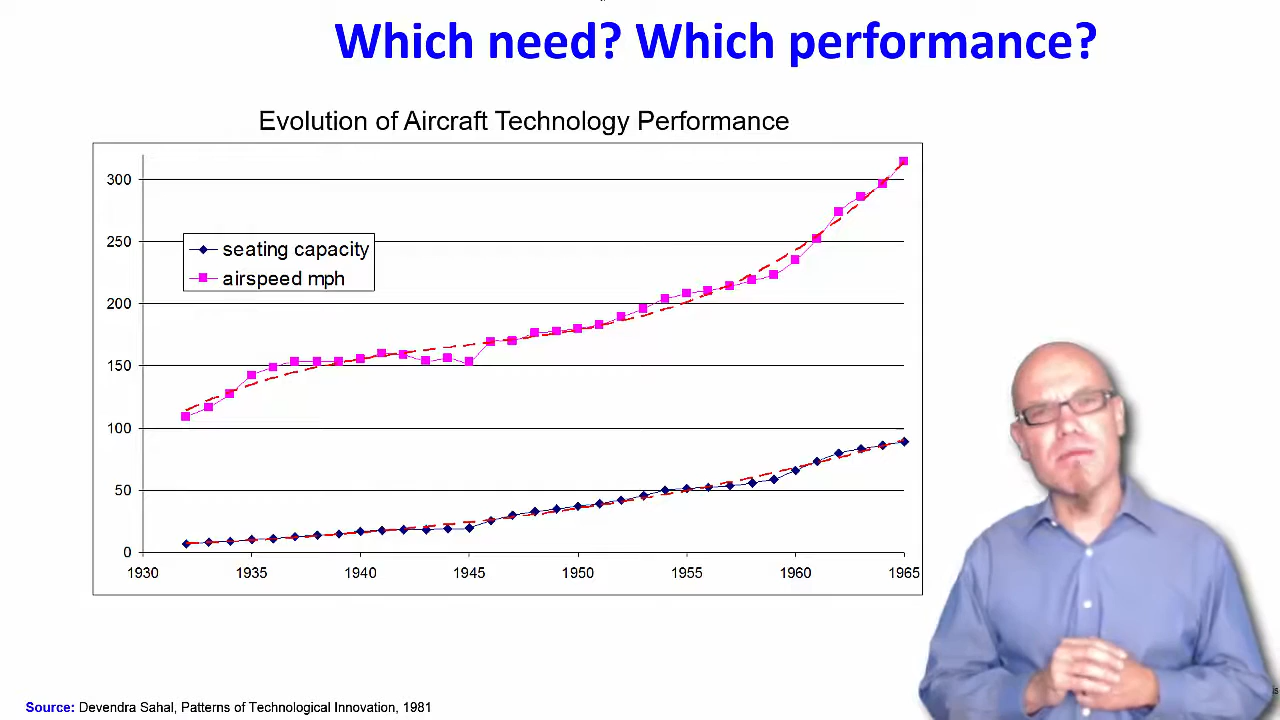 Which need? Which performance?
Evolution of Aircraft Technology Performance
300
250
200
150
100
50
0
seating capacity
airspeed mph
1930 1935 1940 1945 1950 1955 1960 1965
Source: Devendra Sahal, Patterns of Technological Innovation, 1981